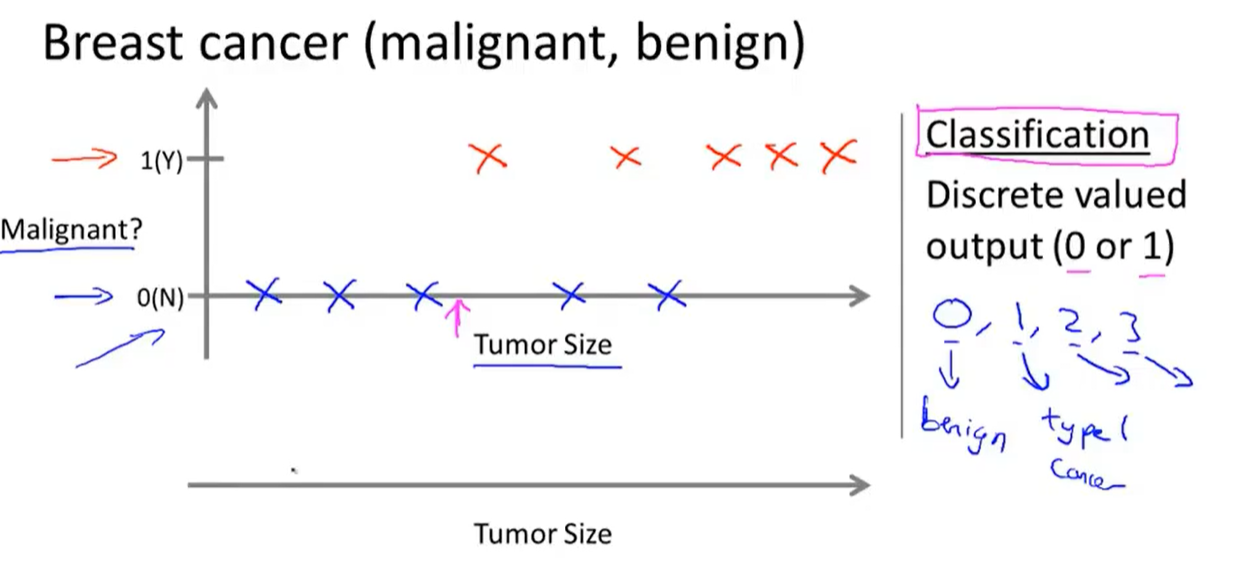 Breast cancer (malignant, benign)
1(Y)
Malignant?
0(N)
Tumor Size
Tumor Size
Classification
Discrete valued
output (0 or 1)
0, 1, 2, 3
benign type 1
cancer